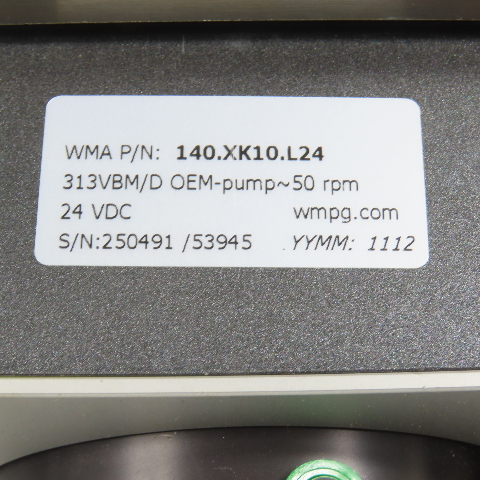 WMA P/N: 140.XK10.L24
313VBM/D OEM-pump~50 rpm
24 VDC wmpg.com
S/N:250491 /53945 YYMM: 1112